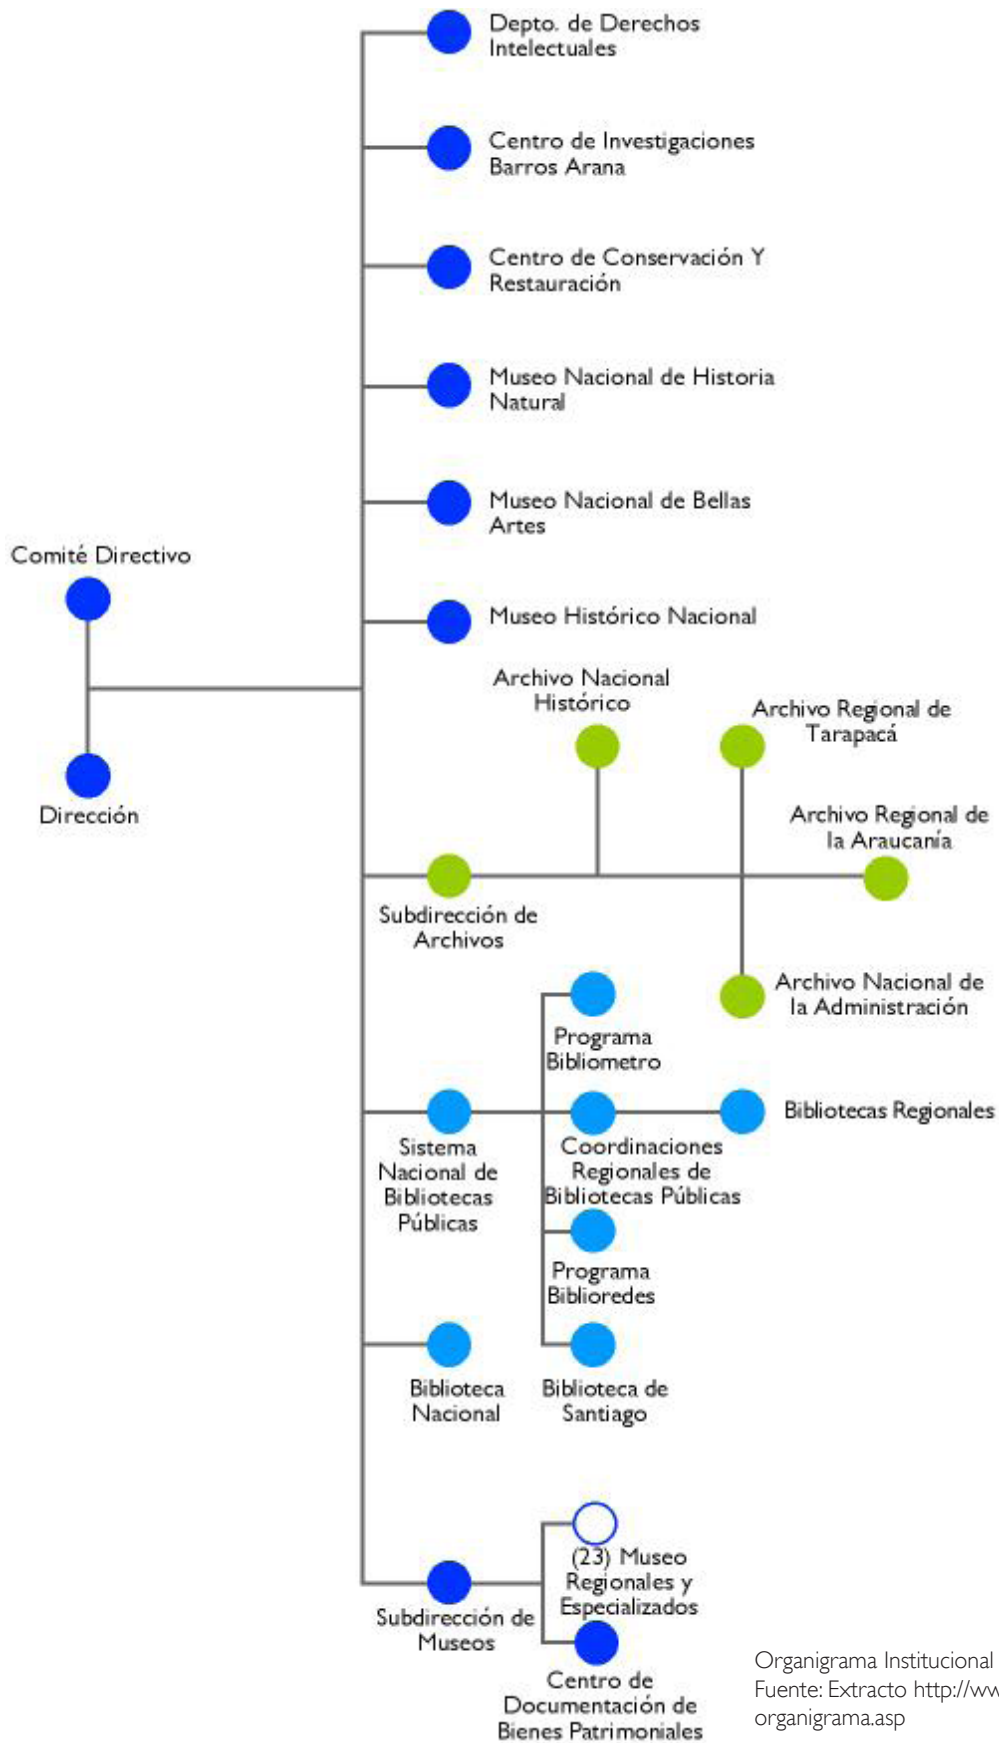 Depto. de Derechos
Intelectuales
Centro de Investigaciones
Barros Arana
Centro de Conservación Y
Restauración
Museo Nacional de Historia
Natural
Museo Nacional de Bellas
Artes
Comité Directivo
Museo Histórico Nacional
Archivo Nacional
Histórico
Archivo Regional de
Tarapacá
Dirección
Archivo Regional de
la Araucanía
Subdirección de
Archivos
Archivo Nacional de
la Administración
Programa
Bibliometro
Bibliotecas Regionales
Sistema
Nacional de
Bibliotecas
Públicas
Coordinaciones
Regionales de
Bibliotecas Públicas
Programa
Biblioredes
Biblioteca
Nacional
Biblioteca de
Santiago
(23) Museo
Regionales y
Especializados
Subdirección de
Museos
Centro de
Documentación de
Bienes Patrimoniales
Organigrama Institucional
Fuente: Extracto http://ww
organigrama.asp